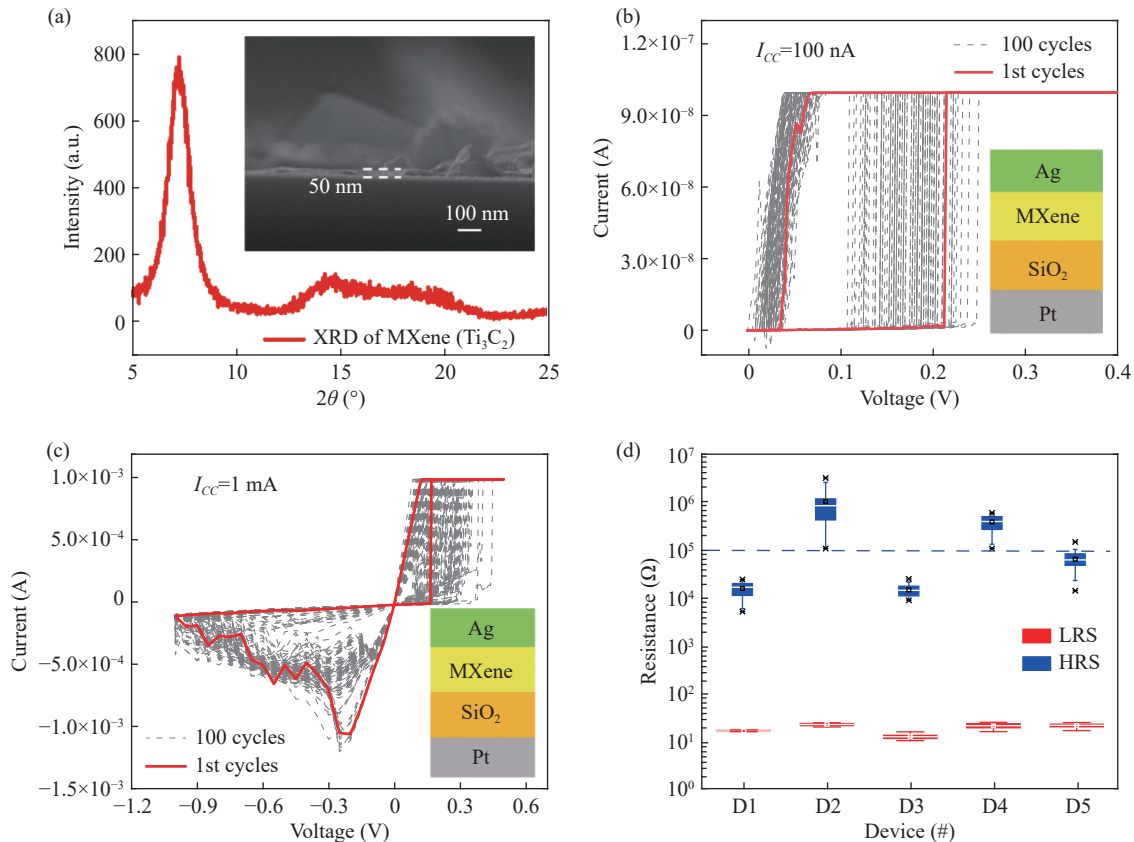 (a)
800
600
400
200
0
Intensity (a.u.)
50 nm
100 nm
XRD of MXene (Ti₃C₂)
5
10
15
20
25
2θ (°)
(b)
1.2×10⁻⁷
9.0×10⁻⁸
6.0×10⁻⁸
3.0×10⁻⁸
0
Current (A)
I_CC=100 nA
100 cycles
1st cycles
Ag
MXene
SiO₂
Pt
0
0.1
0.2
0.3
0.4
Voltage (V)
(c)
1.0×10⁻³
5.0×10⁻⁴
0
−5.0×10⁻⁴
−1.0×10⁻³
−1.5×10⁻³
Current (A)
I_CC=1 mA
Ag
MXene
SiO₂
Pt
100 cycles
1st cycles
−1.2
−0.9
−0.6
−0.3
0
0.3
0.6
Voltage (V)
(d)
10⁷
10⁶
10⁵
10⁴
10³
10²
10¹
10⁰
Resistance (Ω)
LRS
HRS
D1
D2
D3
D4
D5
Device (#)